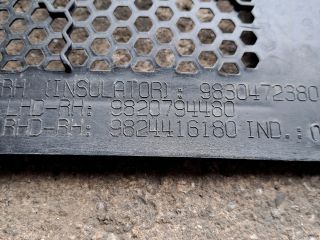 RH (INSULATOR): 9830472380
LHD-RH: 9820794480
RHD-RH: 9824416180 IND.: